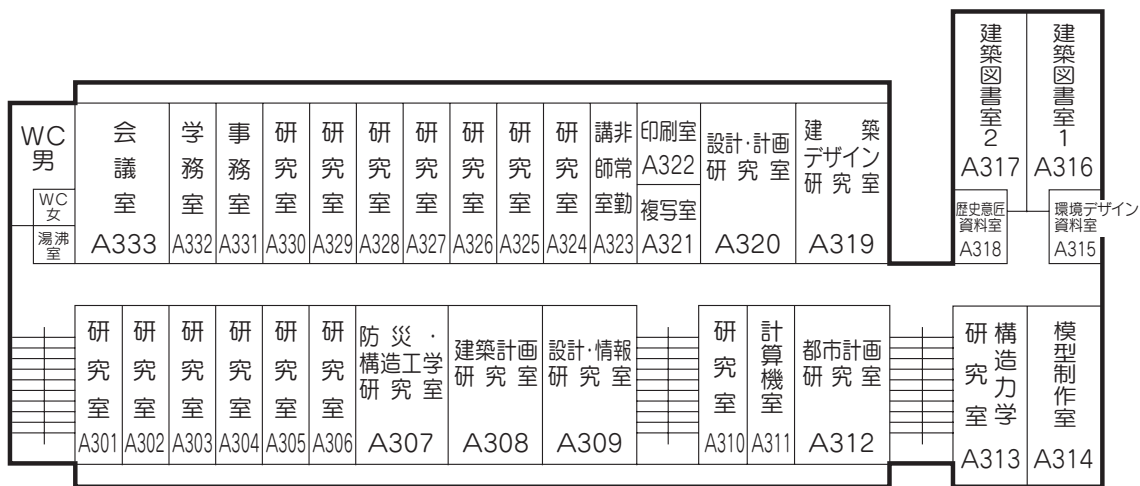 建築図書室2
A317
建築図書室1
A316
WC
男
WC
女
湯沸
室
会議室
A333
学務室
A332
事務室
A331
研究室
A330
研究室
A329
研究室
A328
研究室
A327
研究室
A326
研究室
A325
研究室
A324
非常勤
講師室
A323
印刷室
A322
複写室
A321
設計・計画
研究室
A320
建築
デザイン
研究室
A319
歴史意匠
資料室
A318
環境デザイン
資料室
A315
研究室
A301
研究室
A302
研究室
A303
研究室
A304
研究室
A305
研究室
A306
防災・
構造工学
研究室
A307
建築計画
研究室
A308
設計・情報
研究室
A309
研究室
A310
計算機室
A311
都市計画
研究室
A312
構造力学
研究室
A313
模型制作室
A314